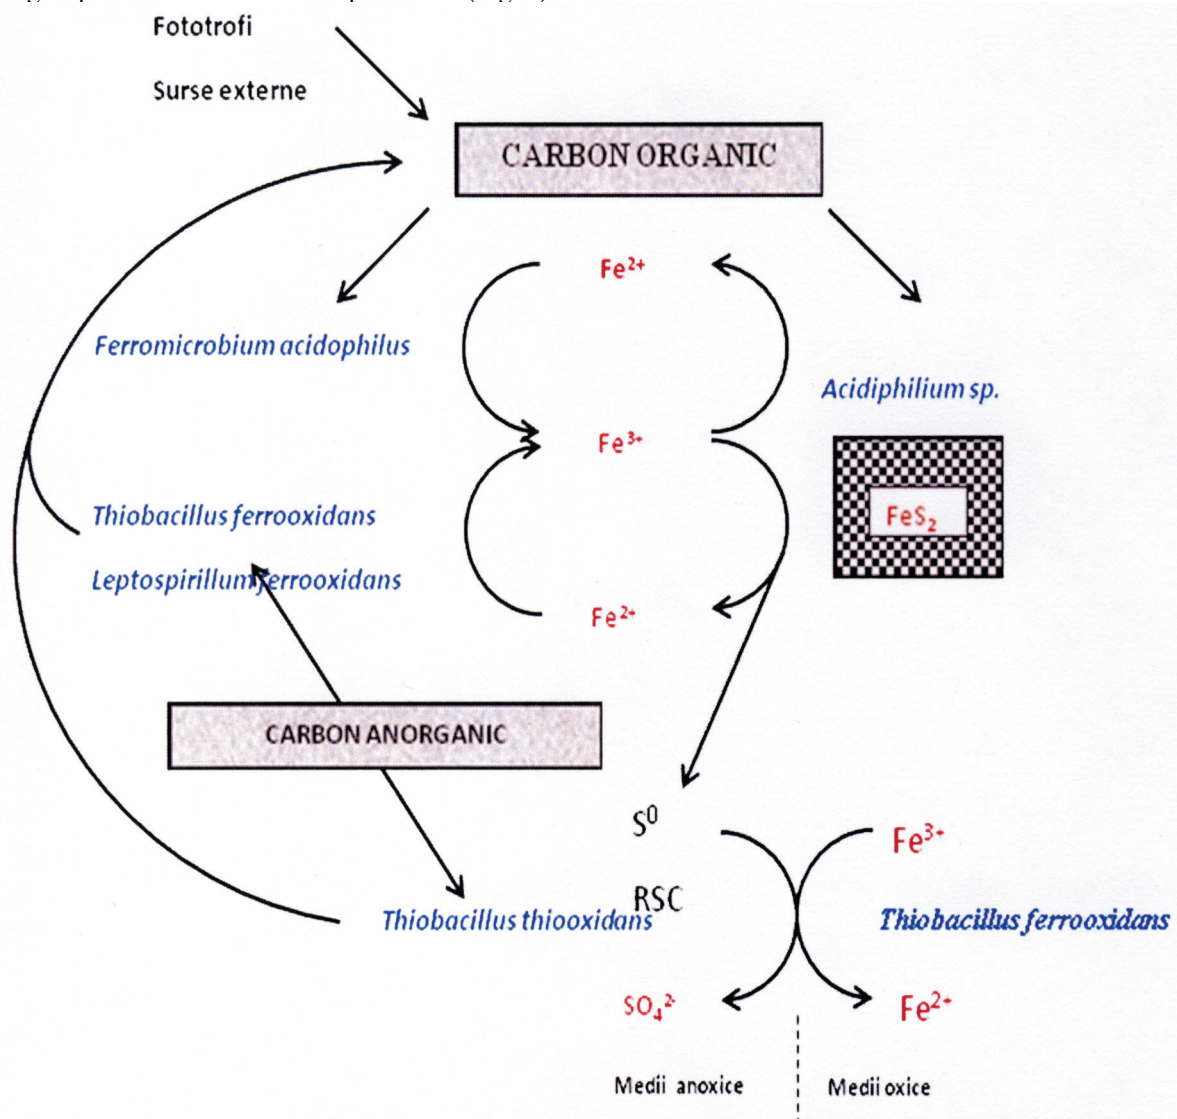 Fototrofi
Surse externe
CARBON ORGANIC
Fe²⁺
Ferromicrobium acidophilus
Acidiphilium sp.
Fe³⁺
Thiobacillus ferrooxidans
FeS₂
Leptospirillum ferrooxidans
Fe²⁺
CARBON ANORGANIC
S⁰
Fe³⁺
RSC
Thiobacillus thiooxidans
Thiobacillus ferrooxidans
SO₄²⁻
Fe²⁺
Medii anoxice
Medii oxice